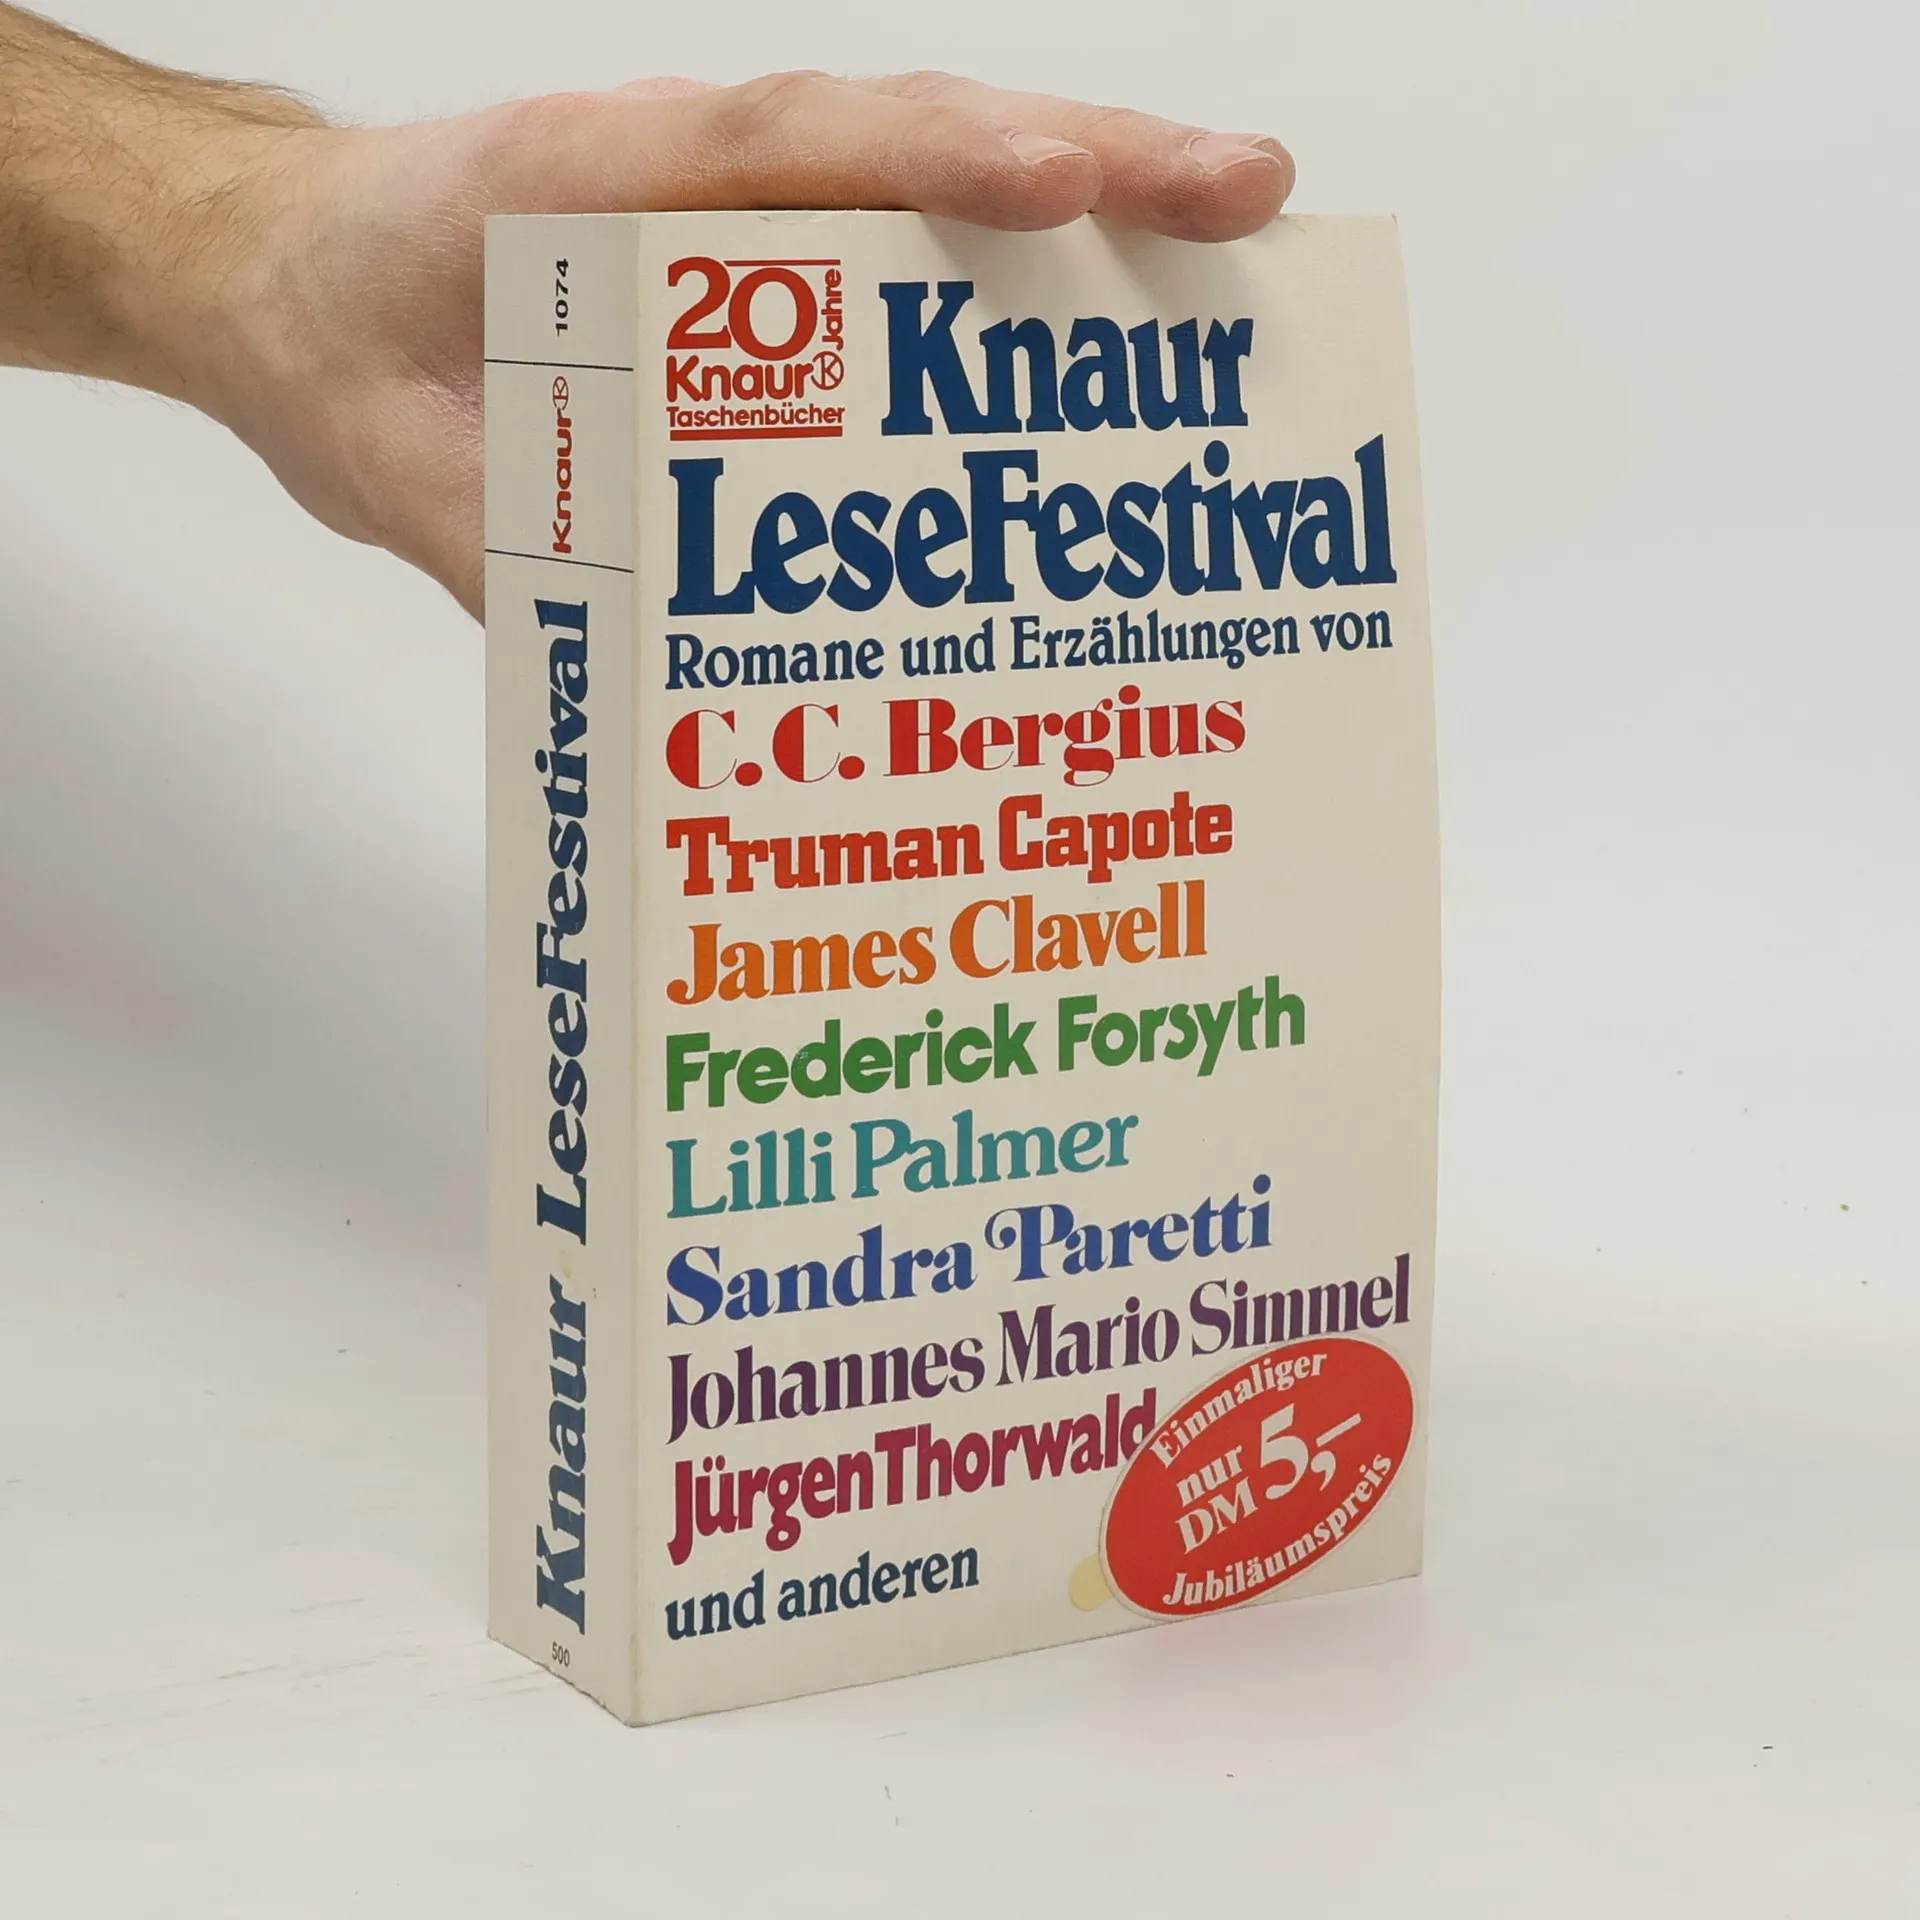 1074
Knaur
Knaur LeseFestival
500
20 Jahre
Knaur
Taschenbücher
Knaur
LeseFestival
Romane und Erzählungen von
C.C. Bergius
Truman Capote
James Clavell
Frederick Forsyth
Lilli Palmer
Sandra Paretti
Johannes Mario Simmel
Jürgen Thorwald
und anderen
Einmaliger
nur
DM 5,-
Jubiläumspreis